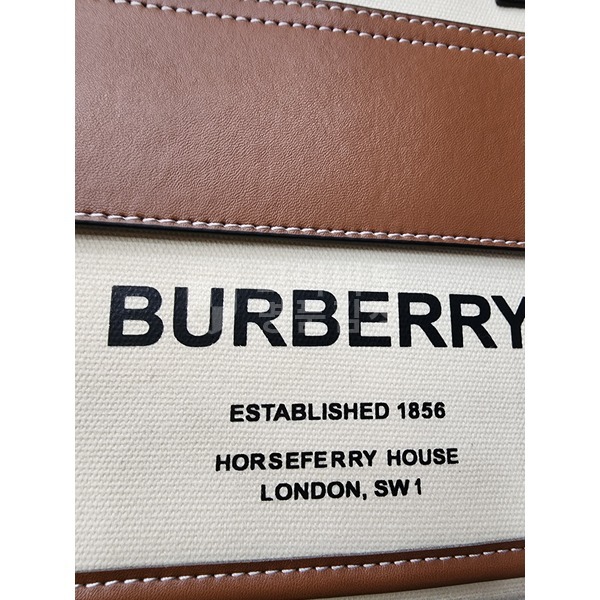 BURBERRY
ESTABLISHED 1856
HORSEFERRY HOUSE
LONDON, SW1